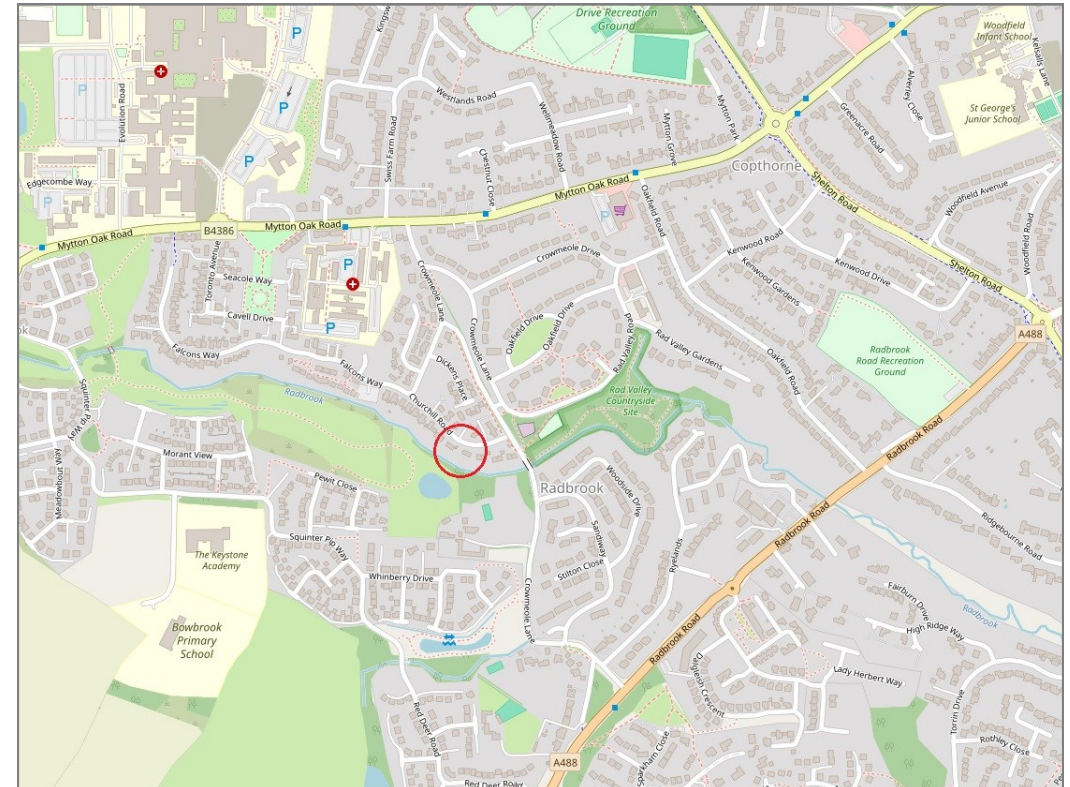 Drive Recreation
Ground
Woodfield
Infant School
Kelsalls Lane
P
Kingsw
Evolution Road
P
P
P
Westlands Road
Wellmeadow Road
Mytton Park
Alverley Close
Greenacre Road
St George's
Junior School
Swiss Farm Road
Chestnut Close
Mytton Grove
Copthorne
Edgecombe Way
P
Mytton Oak Road
Oakfield Road
P
Shelton Road
Woodfield Avenue
Woodfield Road
B4386
Mytton Oak Road
Mytton Oak Road
Toronto Avenue
Seacole Way
P
Crowmeole Drive
Kenwood Road
Kenwood Drive
Kenwood Gardens
Shelton Road
Crowmeole Lane
Cavell Drive
P
Oakfield Drive
Oakfield Drive
Rad Valley Road
Rad Valley Gardens
A488
Falcons Way
Crowmeole Lane
Oakfield Road
Radbrook
Road Recreation
Ground
Dickens Place
Falcons Way
Radbrook
Churchill Road
Rad Valley
Countryside
Site
Squinter Pip Way
Radbrook Road
Morant View
Meadowbout Way
Pewit Close
Radbrook
Woodside Drive
Sandiway
Radbrook Road
Ridgebourne Road
Squinter Pip Way
The Keystone
Academy
Stilton Close
Ryelands
Whinberry Drive
Crowmeole Lane
Fairburn Drive
Radbrook
High Ridge Way
Bowbrook
Primary
School
Radbrook Road
Dalgleish Crescent
Lady Herbert Way
Torrin Drive
Rothley Close
Red Deer Road
Sparkham Close
A488
Red Deer Road